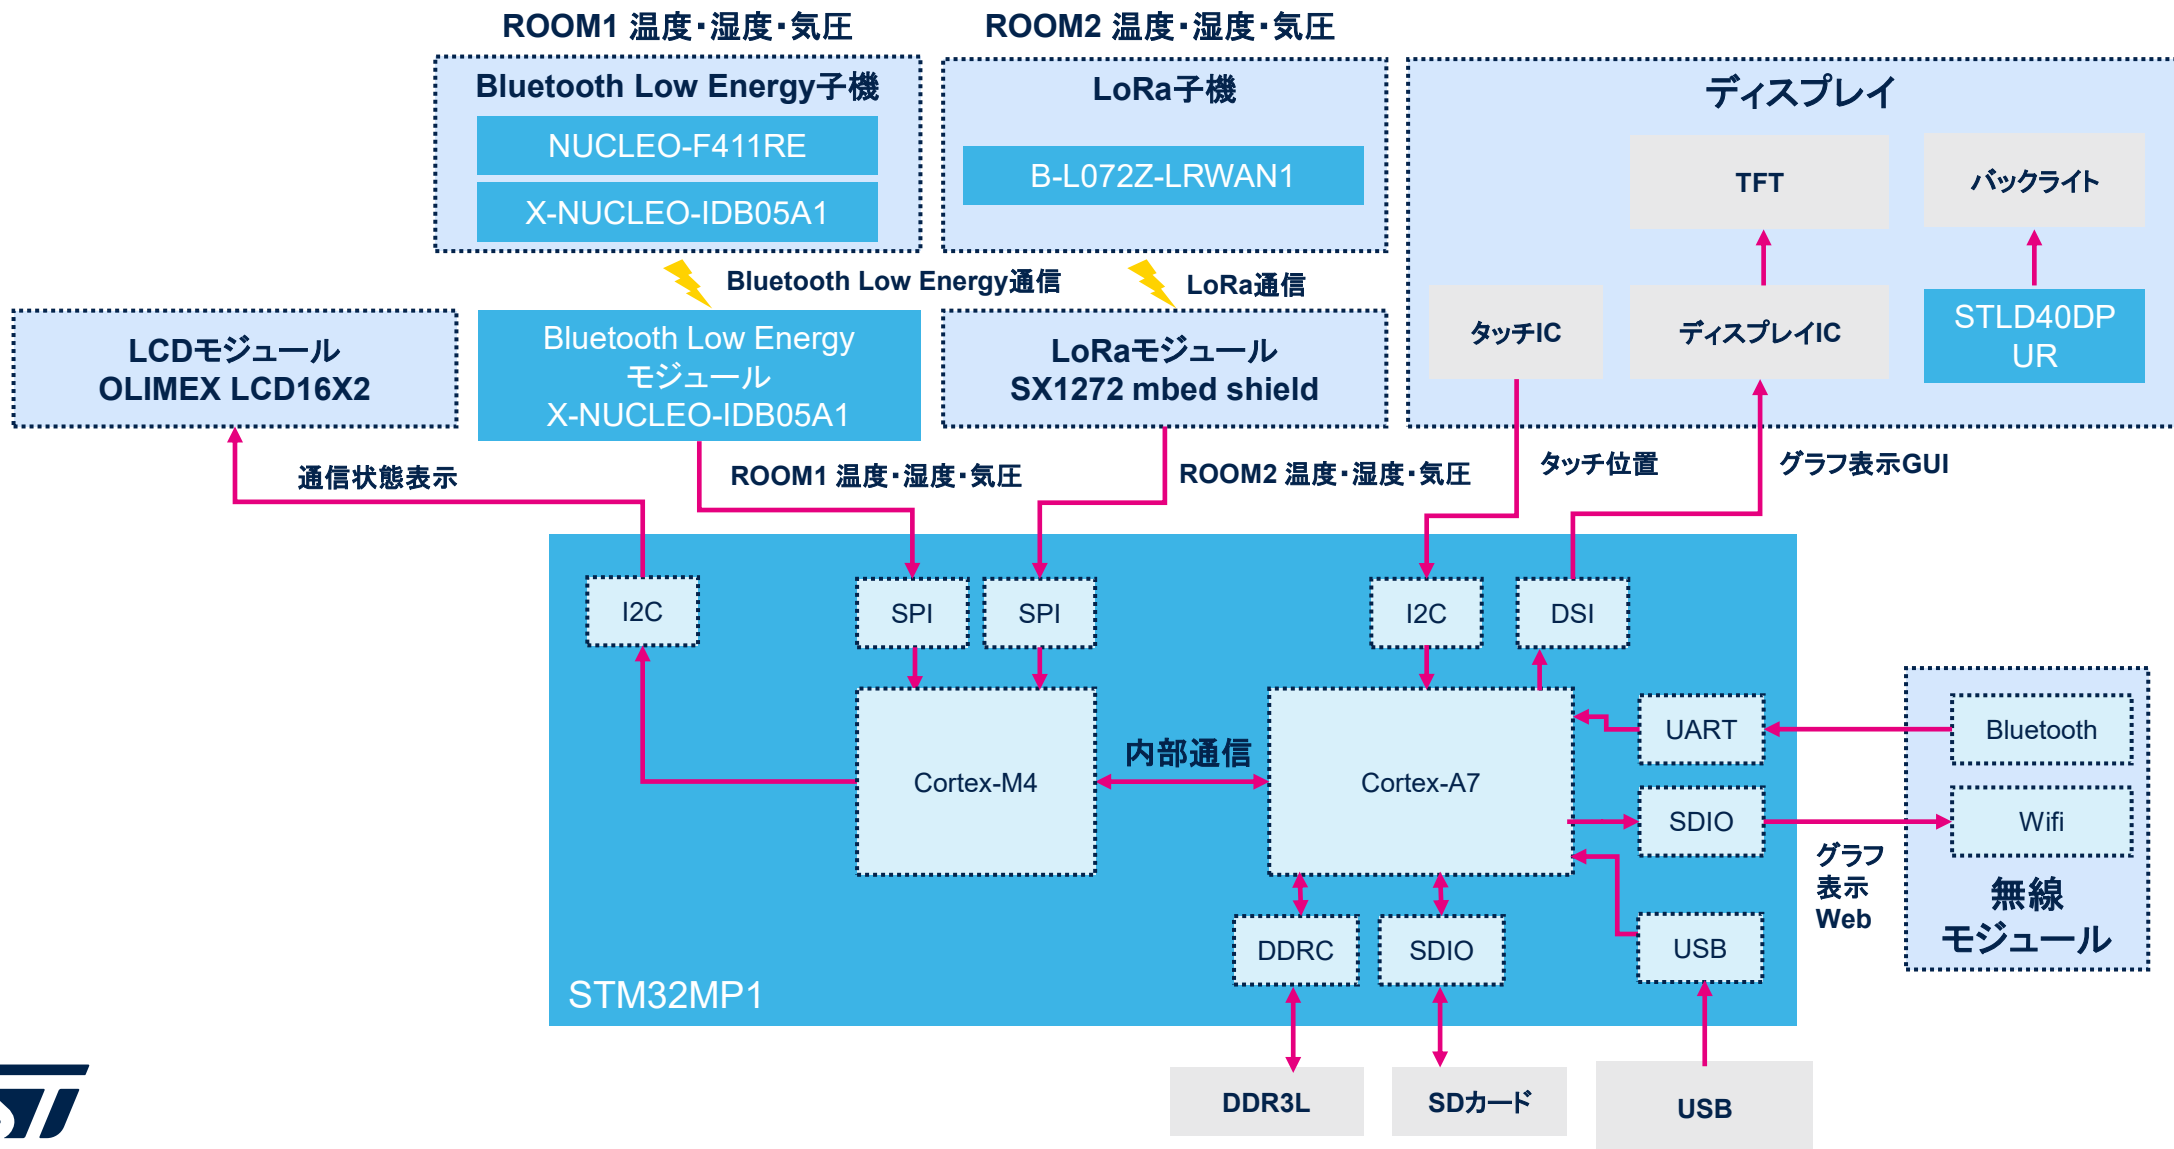 ROOM1 温度・湿度・気圧
ROOM2 温度・湿度・気圧
Bluetooth Low Energy子機
NUCLEO-F411RE
X-NUCLEO-IDB05A1
LoRa子機
B-L072Z-LRWAN1
ディスプレイ
TFT
バックライト
Bluetooth Low Energy通信
LoRa通信
LCDモジュール
OLIMEX LCD16X2
Bluetooth Low Energy
モジュール
X-NUCLEO-IDB05A1
LoRaモジュール
SX1272 mbed shield
タッチIC
ディスプレイIC
STLD40DP
UR
通信状態表示
ROOM1 温度・湿度・気圧
ROOM2 温度・湿度・気圧
タッチ位置
グラフ表示GUI
I2C
SPI
SPI
I2C
DSI
Cortex-M4
内部通信
Cortex-A7
UART
SDIO
USB
DDRC
SDIO
STM32MP1
Bluetooth
Wifi
無線
モジュール
グラフ
表示
Web
DDR3L
SDカード
USB
ST